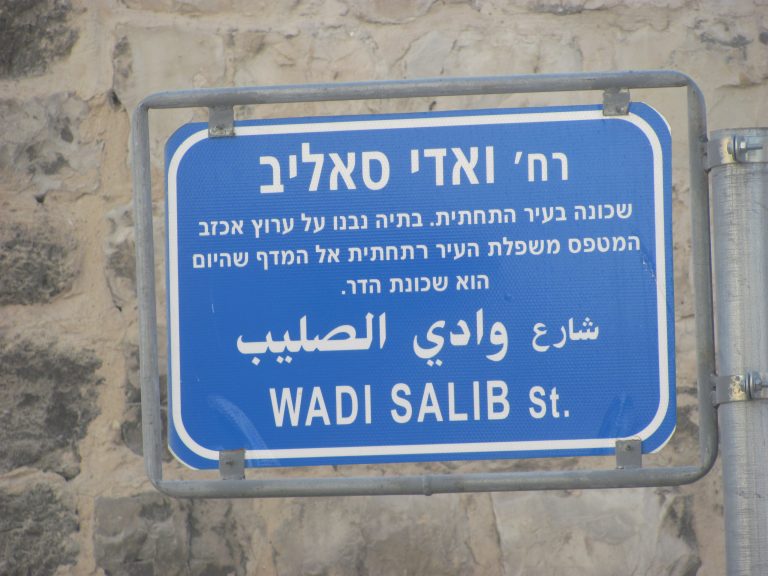 רח׳ ואדי סאליב
שכונה בעיר התחתית. בתיה נבנו על ערוץ אכזב
המטפס משפלת העיר רתחתית אל המדף שהיום
הוא שכונת הדר.
شارع وادي الصليب
WADI SALIB St.